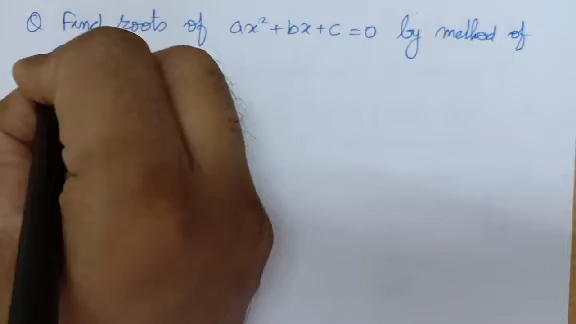 Q Find roots of ax² + bx + c = 0 by method of